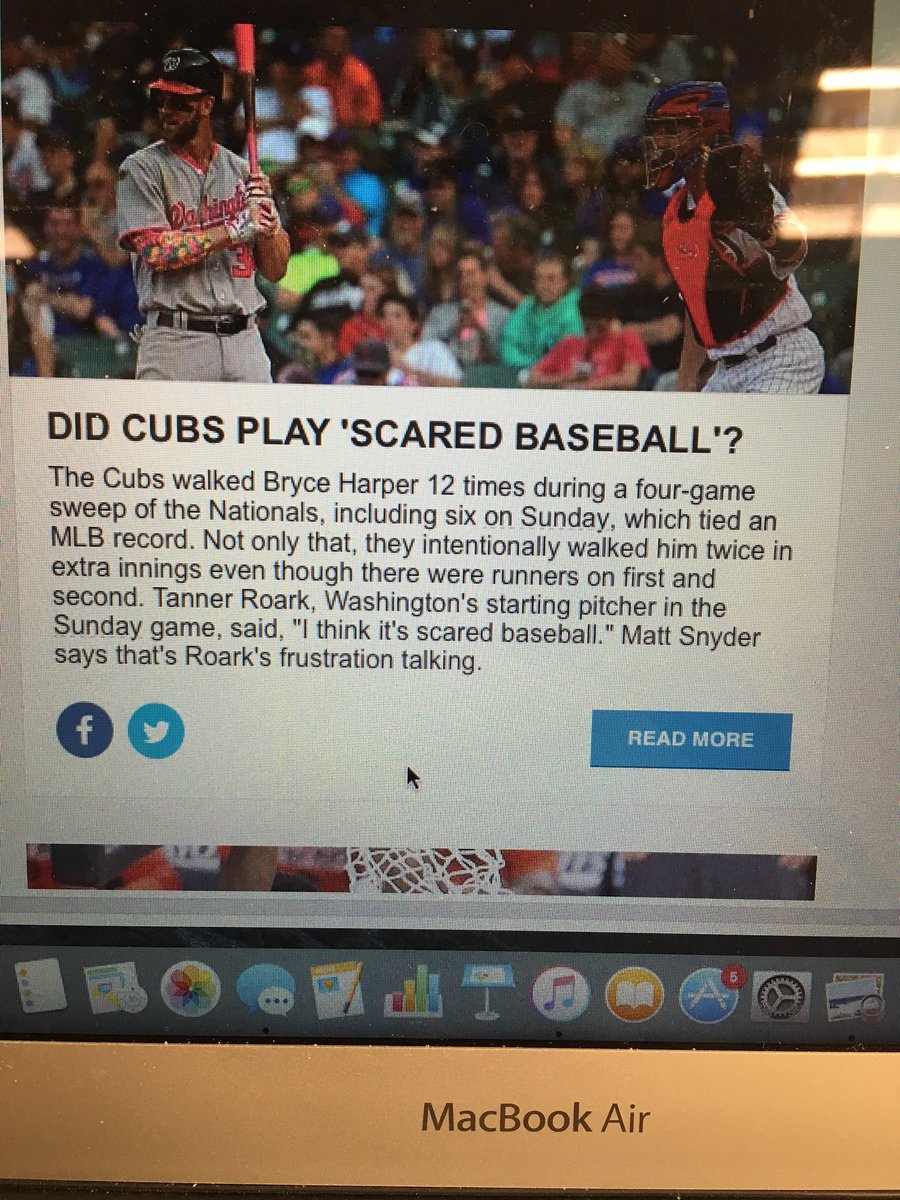 Washingto
3
DID CUBS PLAY 'SCARED BASEBALL'?
The Cubs walked Bryce Harper 12 times during a four-game
sweep of the Nationals, including six on Sunday, which tied an
MLB record. Not only that, they intentionally walked him twice in
extra innings even though there were runners on first and
second. Tanner Roark, Washington's starting pitcher in the
Sunday game, said, "I think it's scared baseball." Matt Snyder
says that's Roark's frustration talking.
f
READ MORE
5
MacBook Air